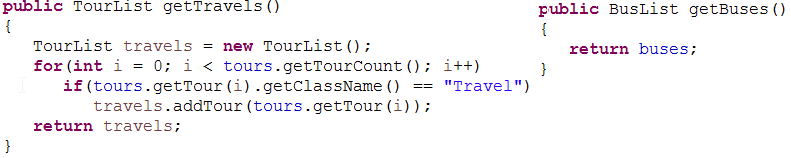 public TourList getTravels()
{
   TourList travels = new TourList();
   for(int i = 0; i < tours.getTourCount(); i++)
      if(tours.getTour(i).getClassName() == "Travel")
         travels.addTour(tours.getTour(i));
   return travels;
}
public BusList getBuses()
{
   return buses;
}